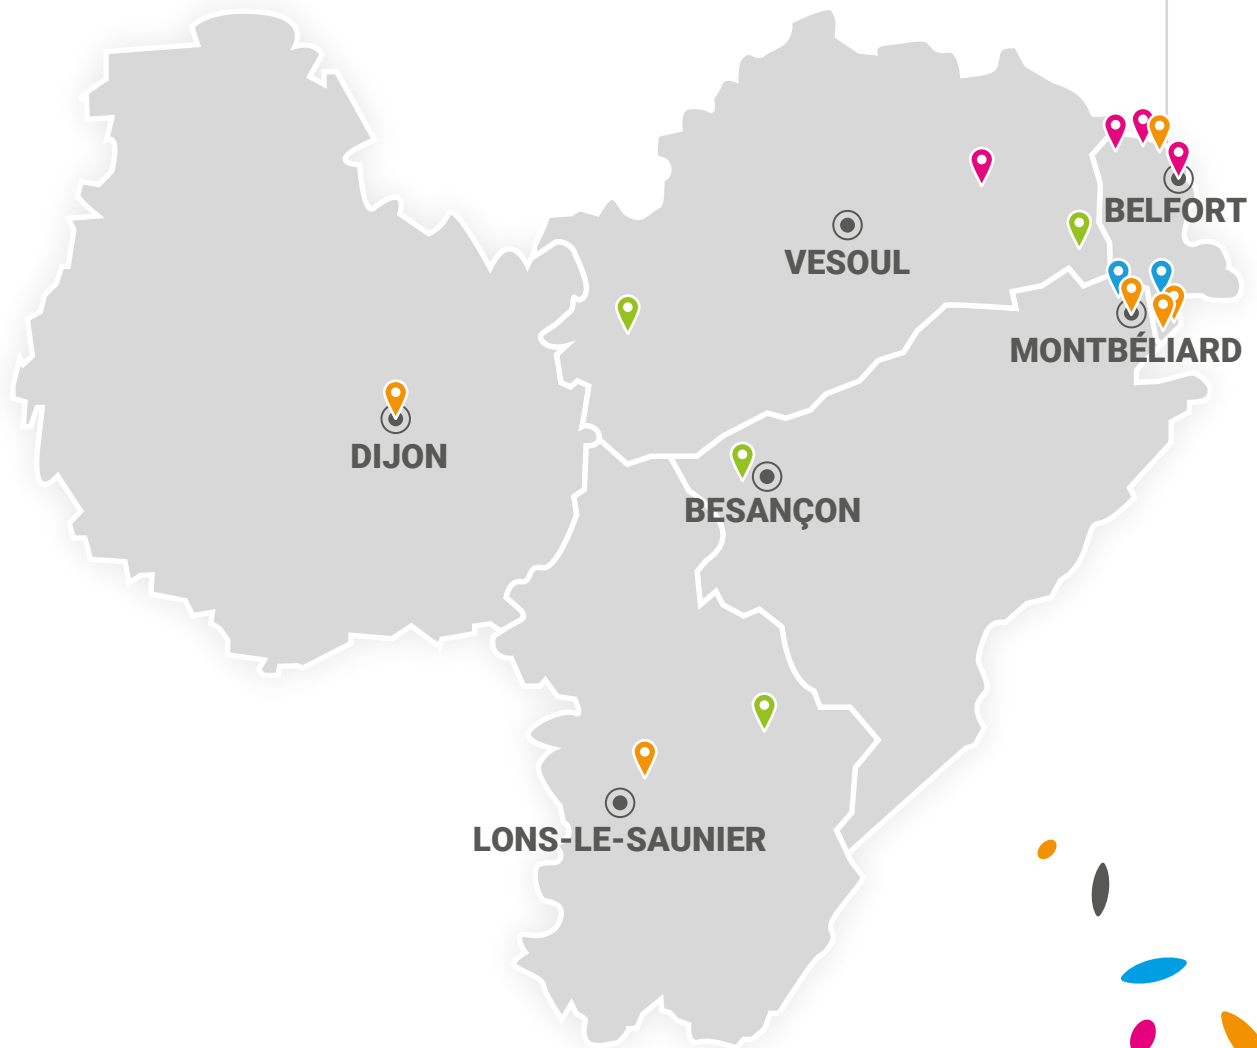 BELFORT
VESOUL
MONTBÉLIARD
DIJON
BESANÇON
LONS-LE-SAUNIER